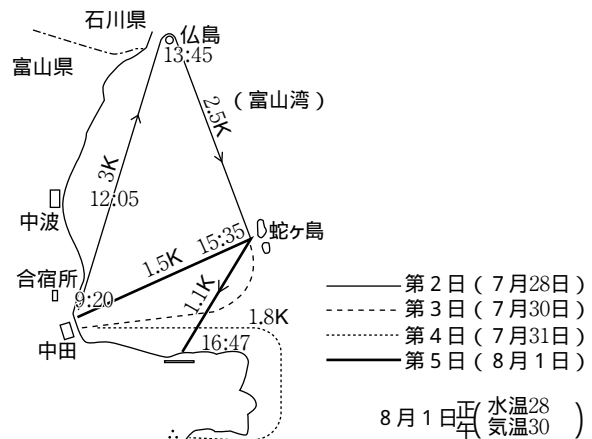 石川県
仏島
13:45
富山県
2.5K
(富山湾)
3K
12:05
中波
蛇ヶ島
15:35
1.5K
合宿所
1.1K
9:20
1.8K
中田
16:47
第2日(7月28日)
第3日(7月30日)
第4日(7月31日)
第5日(8月1日)
8月1日正午(水温28
気温30)